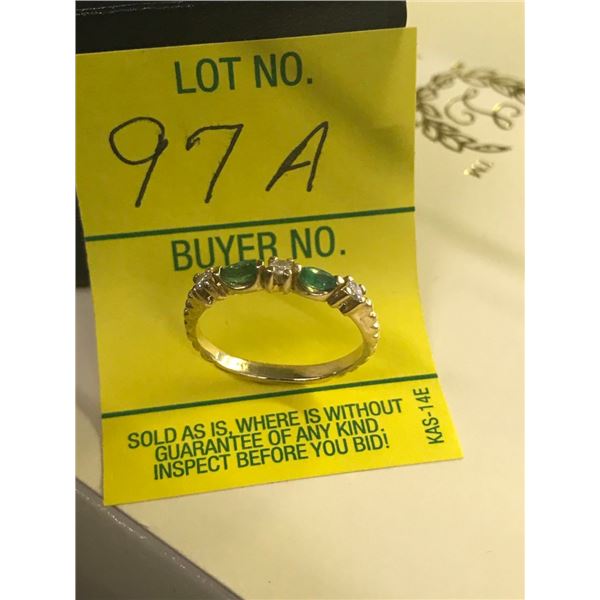 LOT NO.
97A
BUYER NO.
SOLD AS IS, WHERE IS WITHOUT
GUARANTEE OF ANY KIND.
INSPECT BEFORE YOU BID!
KAS-14E